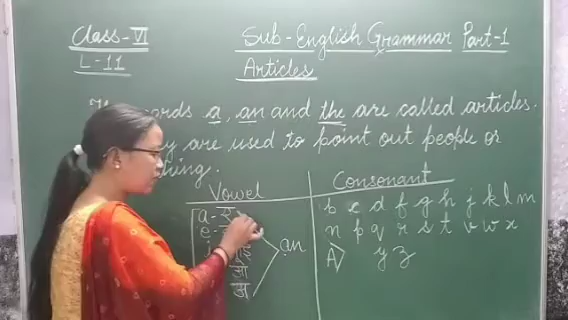 Class-VI
Sub-English Grammar Part-1
L-11
Articles
words a, an and the are called articles.
are used to point out people or
Vowel
Consonant
a-
e-
an
ओ
b c d f g h j k l m
n p q r s t v w x
A y z